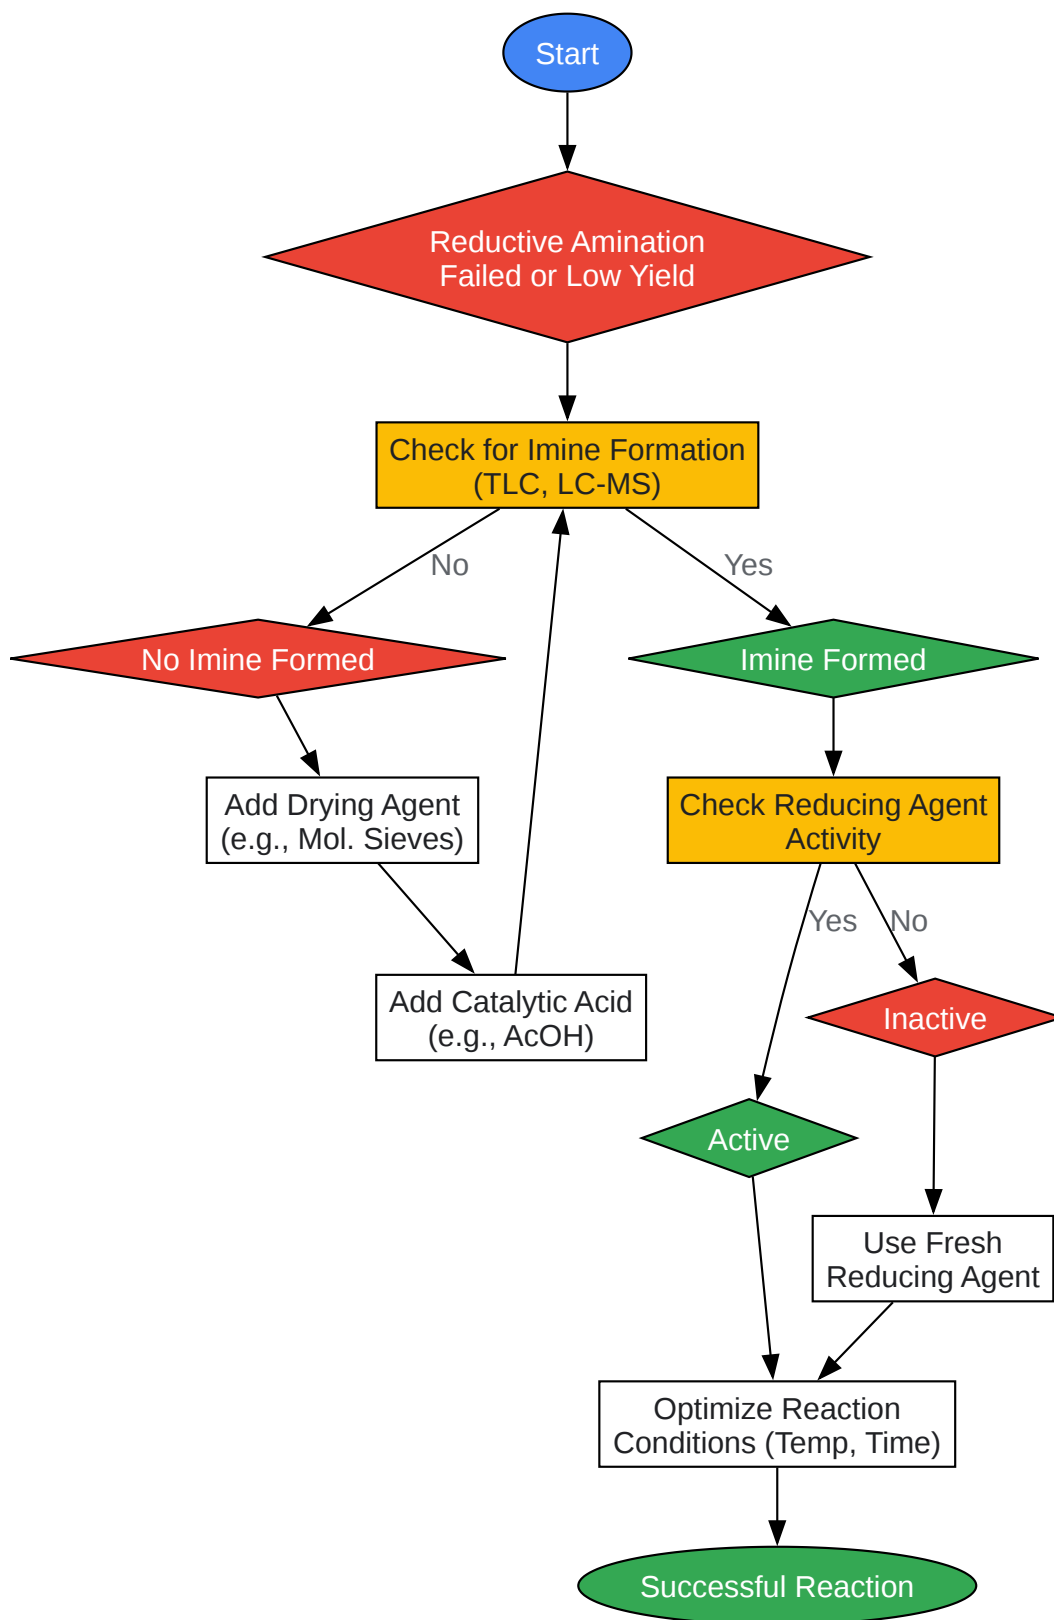 Start
Reductive Amination
Failed or Low Yield
Check for Imine Formation
(TLC, LC-MS)
No
Yes
No Imine Formed
Imine Formed
Add Drying Agent
(e.g., Mol. Sieves)
Check Reducing Agent
Activity
Yes
No
Add Catalytic Acid
(e.g., AcOH)
Inactive
Active
Use Fresh
Reducing Agent
Optimize Reaction
Conditions (Temp, Time)
Successful Reaction